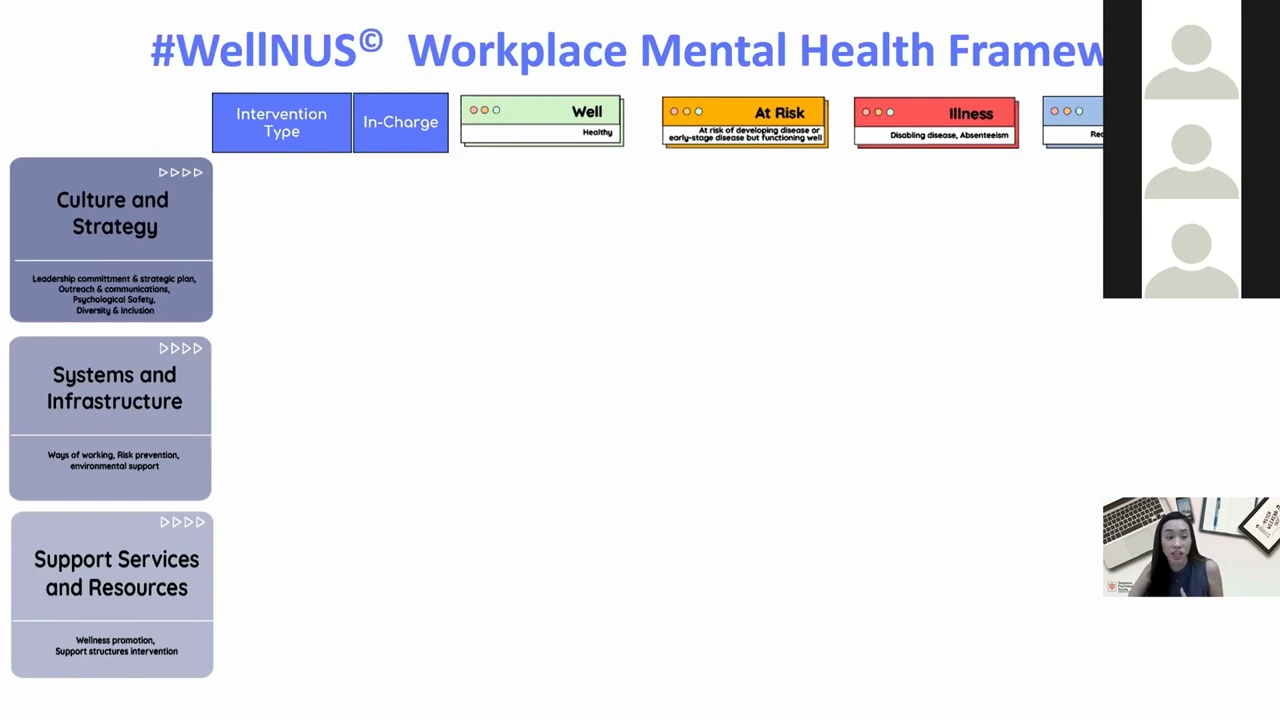 #WellNUS© Workplace Mental Health Framew
Intervention
Type
In-Charge
Well
Healthy
At Risk
At risk of developing disease or
early-stage disease but functioning well
Illness
Disabling disease, Absenteeism
Culture and
Strategy
Leadership committment & strategic plan,
Outreach & communications,
Psychological Safety,
Diversity & Inclusion
Systems and
Infrastructure
Ways of working, Risk prevention,
environmental support
Support Services
and Resources
Wellness promotion,
Support structures intervention
Singapore
Psychological
Society